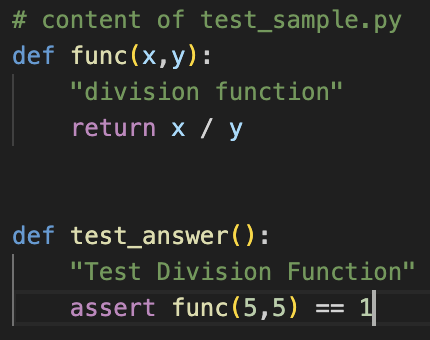 # content of test_sample.py
def func(x,y):
    "division function"
    return x / y
def test_answer():
    "Test Division Function"
    assert func(5,5) == 1